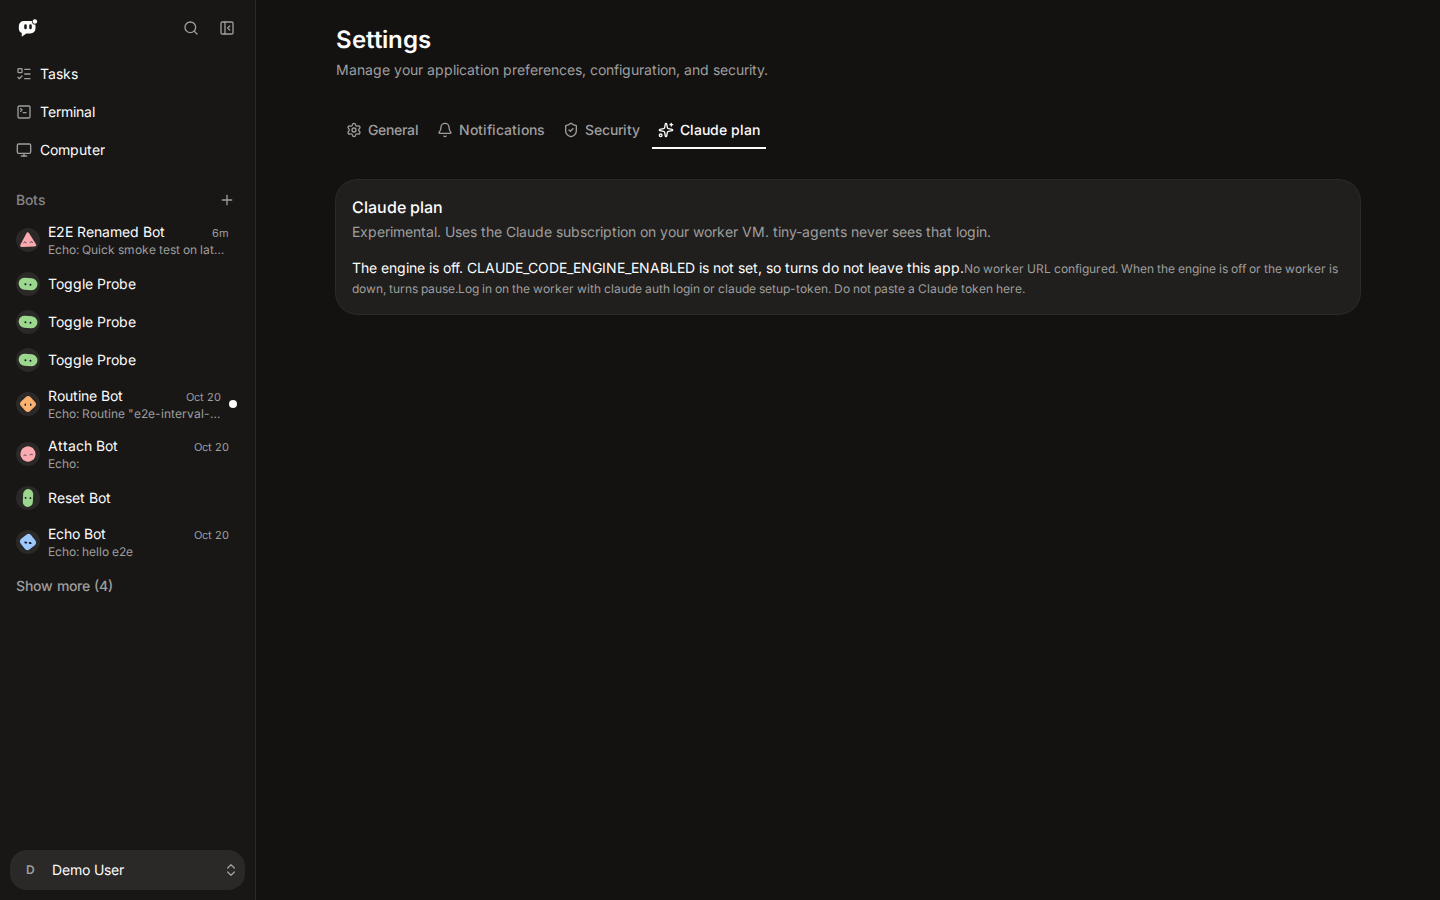 Tasks
Terminal
Computer
Bots
E2E Renamed Bot 6m
Echo: Quick smoke test on lat...
Toggle Probe
Toggle Probe
Toggle Probe
Routine Bot Oct 20
Echo: Routine "e2e-interval-...
Attach Bot Oct 20
Echo:
Reset Bot
Echo Bot Oct 20
Echo: hello e2e
Show more (4)
D Demo User
Settings
Manage your application preferences, configuration, and security.
General Notifications Security Claude plan
Claude plan
Experimental. Uses the Claude subscription on your worker VM. tiny-agents never sees that login.
The engine is off. CLAUDE_CODE_ENGINE_ENABLED is not set, so turns do not leave this app.No worker URL configured. When the engine is off or the worker is
down, turns pause.Log in on the worker with claude auth login or claude setup-token. Do not paste a Claude token here.